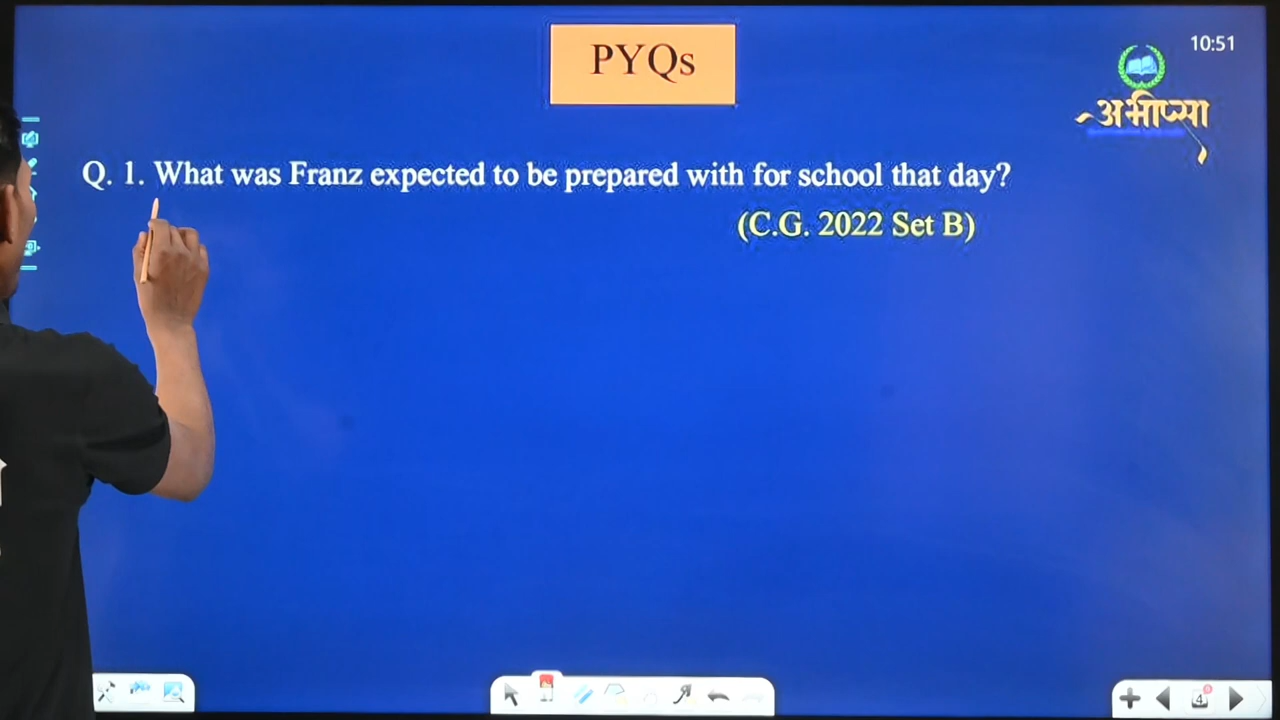 PYQs
10:51
अभीप्सा
Q. 1. What was Franz expected to be prepared with for school that day?
(C.G. 2022 Set B)
4